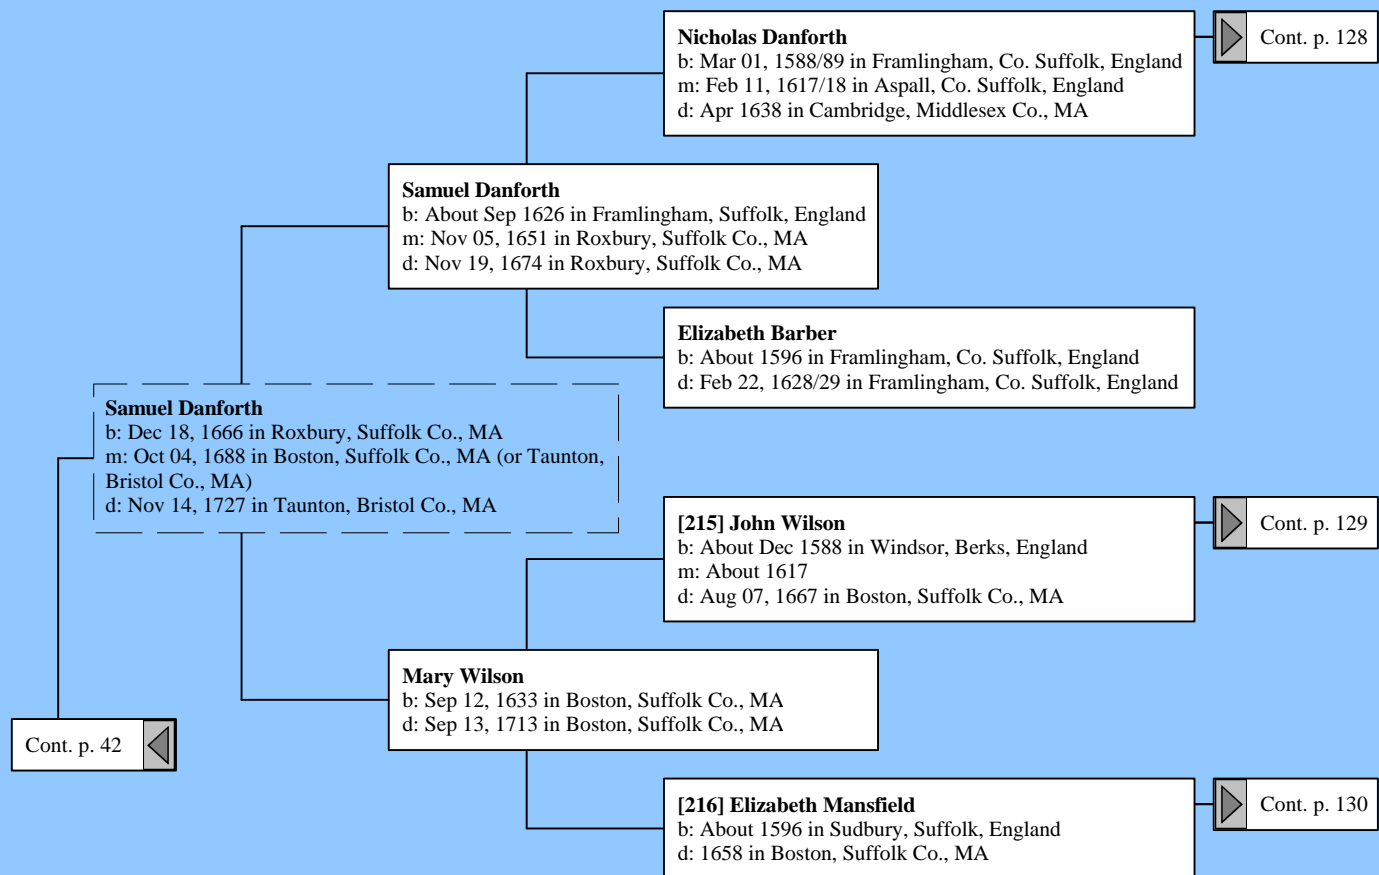 Nicholas Danforth
b: Mar 01, 1588/89 in Framlingham, Co. Suffolk, England
m: Feb 11, 1617/18 in Aspall, Co. Suffolk, England
d: Apr 1638 in Cambridge, Middlesex Co., MA
Cont. p. 128
Samuel Danforth
b: About Sep 1626 in Framlingham, Suffolk, England
m: Nov 05, 1651 in Roxbury, Suffolk Co., MA
d: Nov 19, 1674 in Roxbury, Suffolk Co., MA
Elizabeth Barber
b: About 1596 in Framlingham, Co. Suffolk, England
d: Feb 22, 1628/29 in Framlingham, Co. Suffolk, England
Samuel Danforth
b: Dec 18, 1666 in Roxbury, Suffolk Co., MA
m: Oct 04, 1688 in Boston, Suffolk Co., MA (or Taunton,
Bristol Co., MA)
d: Nov 14, 1727 in Taunton, Bristol Co., MA
[215] John Wilson
b: About Dec 1588 in Windsor, Berks, England
m: About 1617
d: Aug 07, 1667 in Boston, Suffolk Co., MA
Cont. p. 129
Mary Wilson
b: Sep 12, 1633 in Boston, Suffolk Co., MA
d: Sep 13, 1713 in Boston, Suffolk Co., MA
Cont. p. 42
[216] Elizabeth Mansfield
b: About 1596 in Sudbury, Suffolk, England
d: 1658 in Boston, Suffolk Co., MA
Cont. p. 130